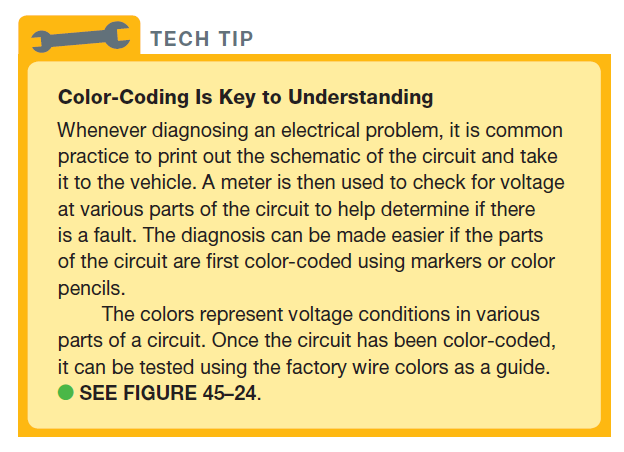 TECH TIP
Color-Coding Is Key to Understanding
Whenever diagnosing an electrical problem, it is common
practice to print out the schematic of the circuit and take
it to the vehicle. A meter is then used to check for voltage
at various parts of the circuit to help determine if there
is a fault. The diagnosis can be made easier if the parts
of the circuit are first color-coded using markers or color
pencils.
The colors represent voltage conditions in various
parts of a circuit. Once the circuit has been color-coded,
it can be tested using the factory wire colors as a guide.
● SEE FIGURE 45–24.